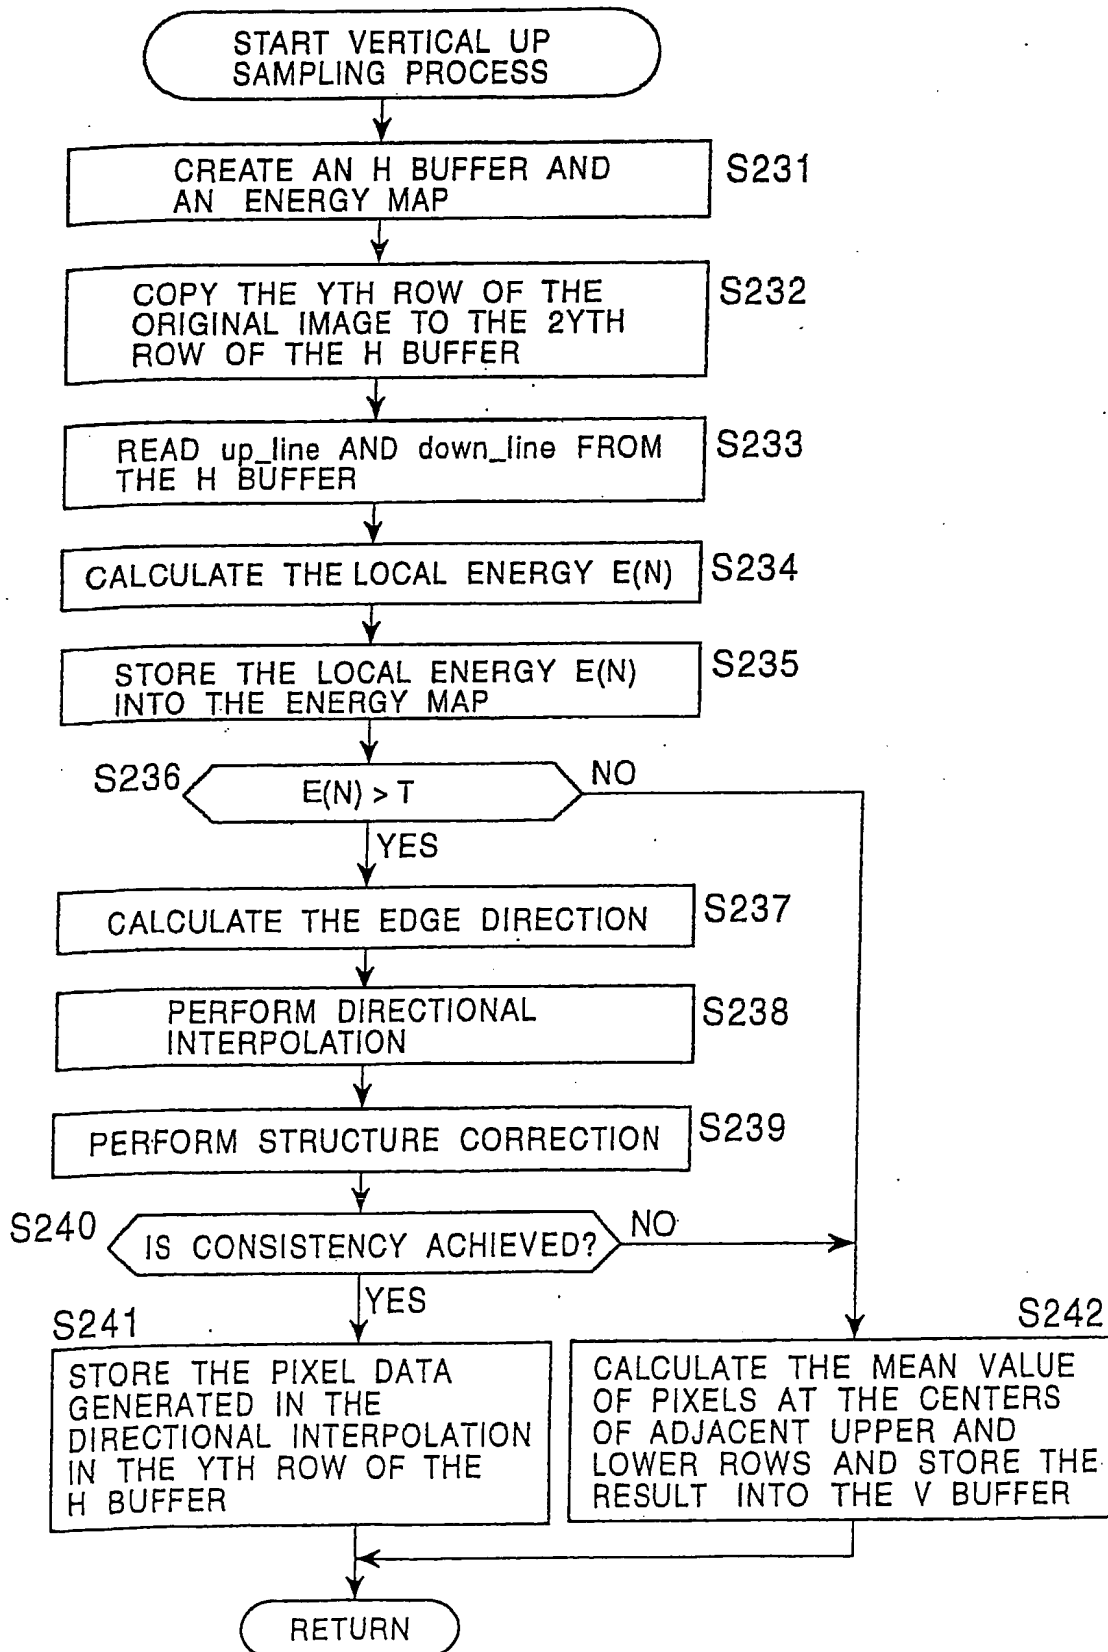 START VERTICAL UP
SAMPLING PROCESS
CREATE AN H BUFFER AND
AN ENERGY MAP
S231
COPY THE YTH ROW OF THE
ORIGINAL IMAGE TO THE 2YTH
ROW OF THE H BUFFER
S232
READ up_line AND down_line FROM
THE H BUFFER
S233
CALCULATE THE LOCAL ENERGY E(N)
S234
STORE THE LOCAL ENERGY E(N)
INTO THE ENERGY MAP
S235
S236
E(N) > T
NO
YES
CALCULATE THE EDGE DIRECTION
S237
PERFORM DIRECTIONAL
INTERPOLATION
S238
PERFORM STRUCTURE CORRECTION
S239
S240
IS CONSISTENCY ACHIEVED?
NO
YES
S241
STORE THE PIXEL DATA
GENERATED IN THE
DIRECTIONAL INTERPOLATION
IN THE YTH ROW OF THE
H BUFFER
S242
CALCULATE THE MEAN VALUE
OF PIXELS AT THE CENTERS
OF ADJACENT UPPER AND
LOWER ROWS AND STORE THE
RESULT INTO THE V BUFFER
RETURN